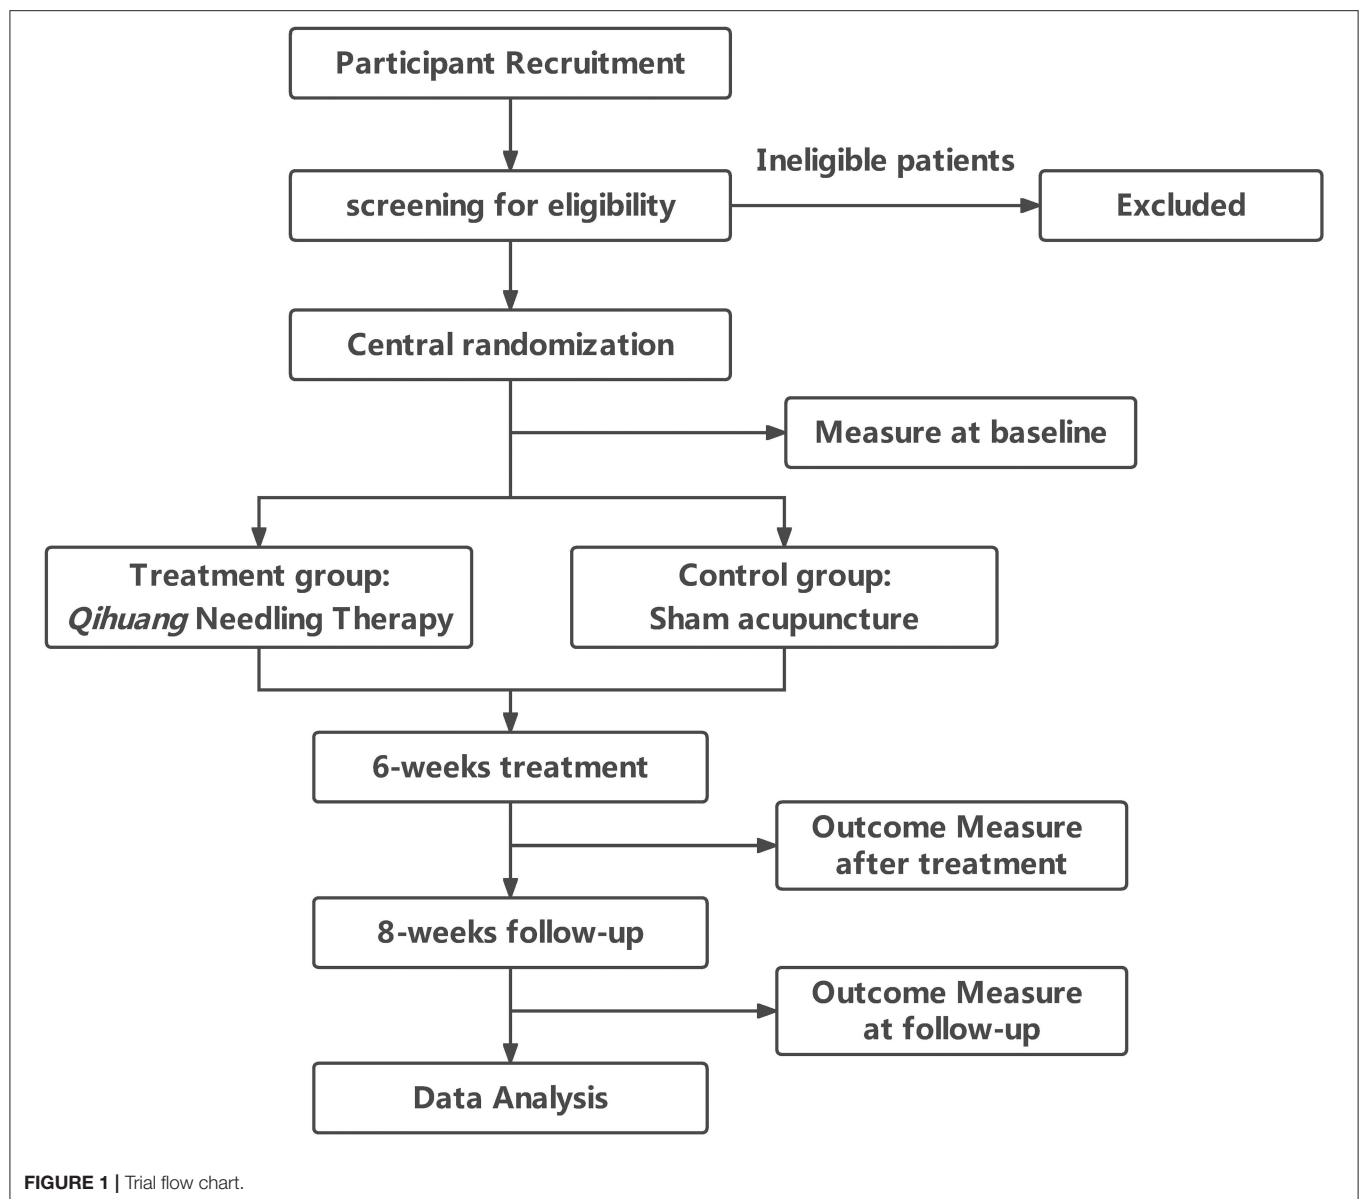 Participant Recruitment
Ineligible patients
screening for eligibility
Excluded
Central randomization
Measure at baseline
Treatment group:
Qihuang Needling Therapy
Control group:
Sham acupuncture
6-weeks treatment
Outcome Measure
after treatment
8-weeks follow-up
Outcome Measure
at follow-up
Data Analysis
FIGURE 1 | Trial flow chart.